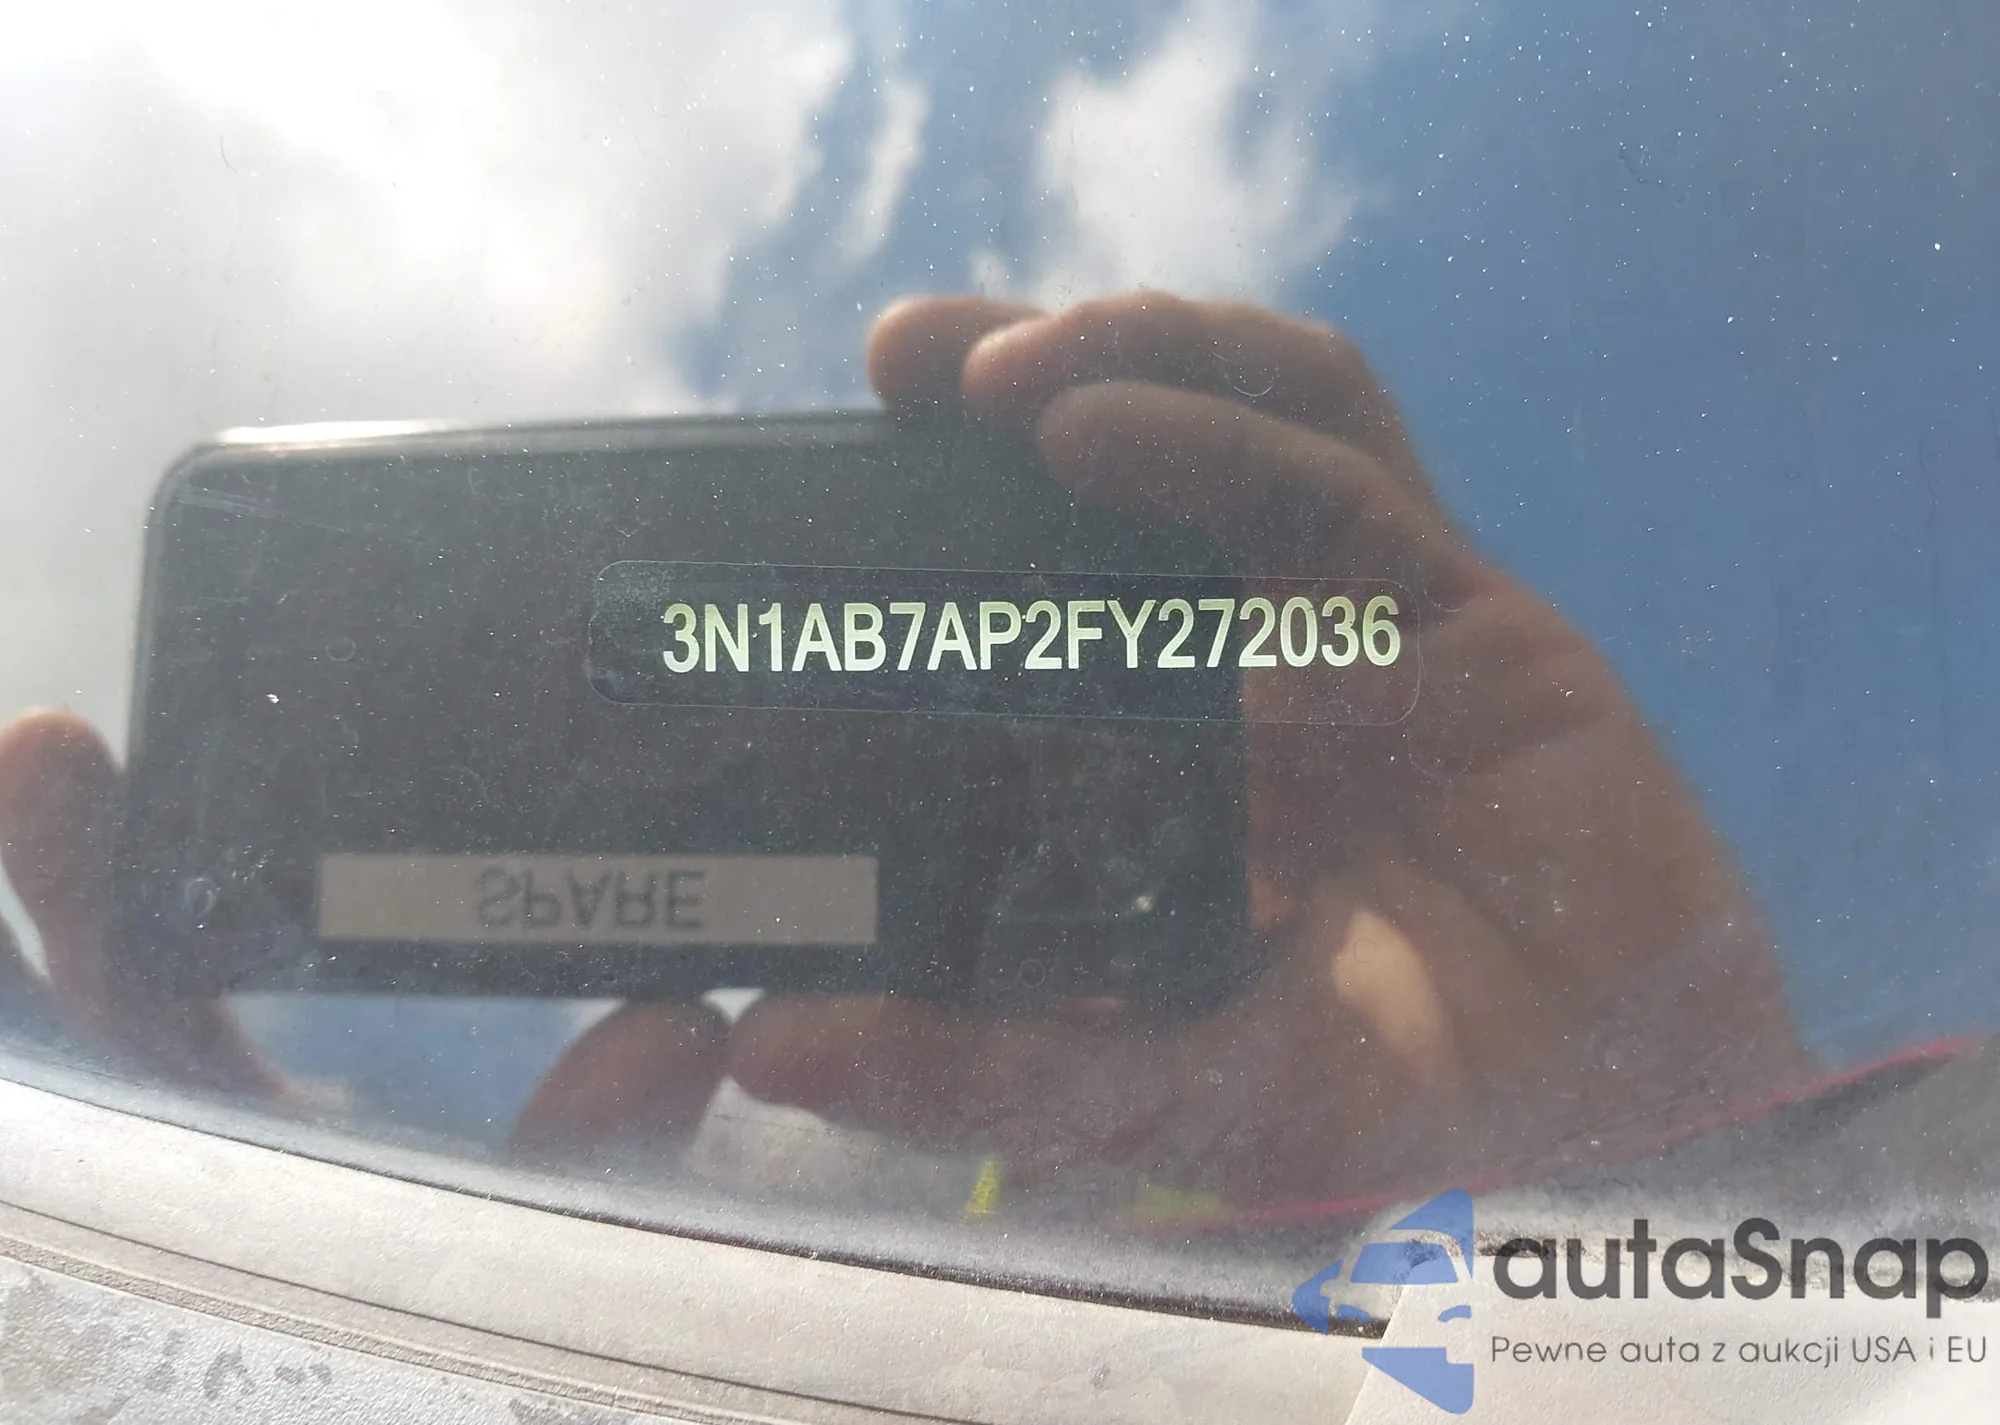 3N1AB7AP2FY272036
SPARE
autaSnap
Pewne auta z aukcji USA i EU